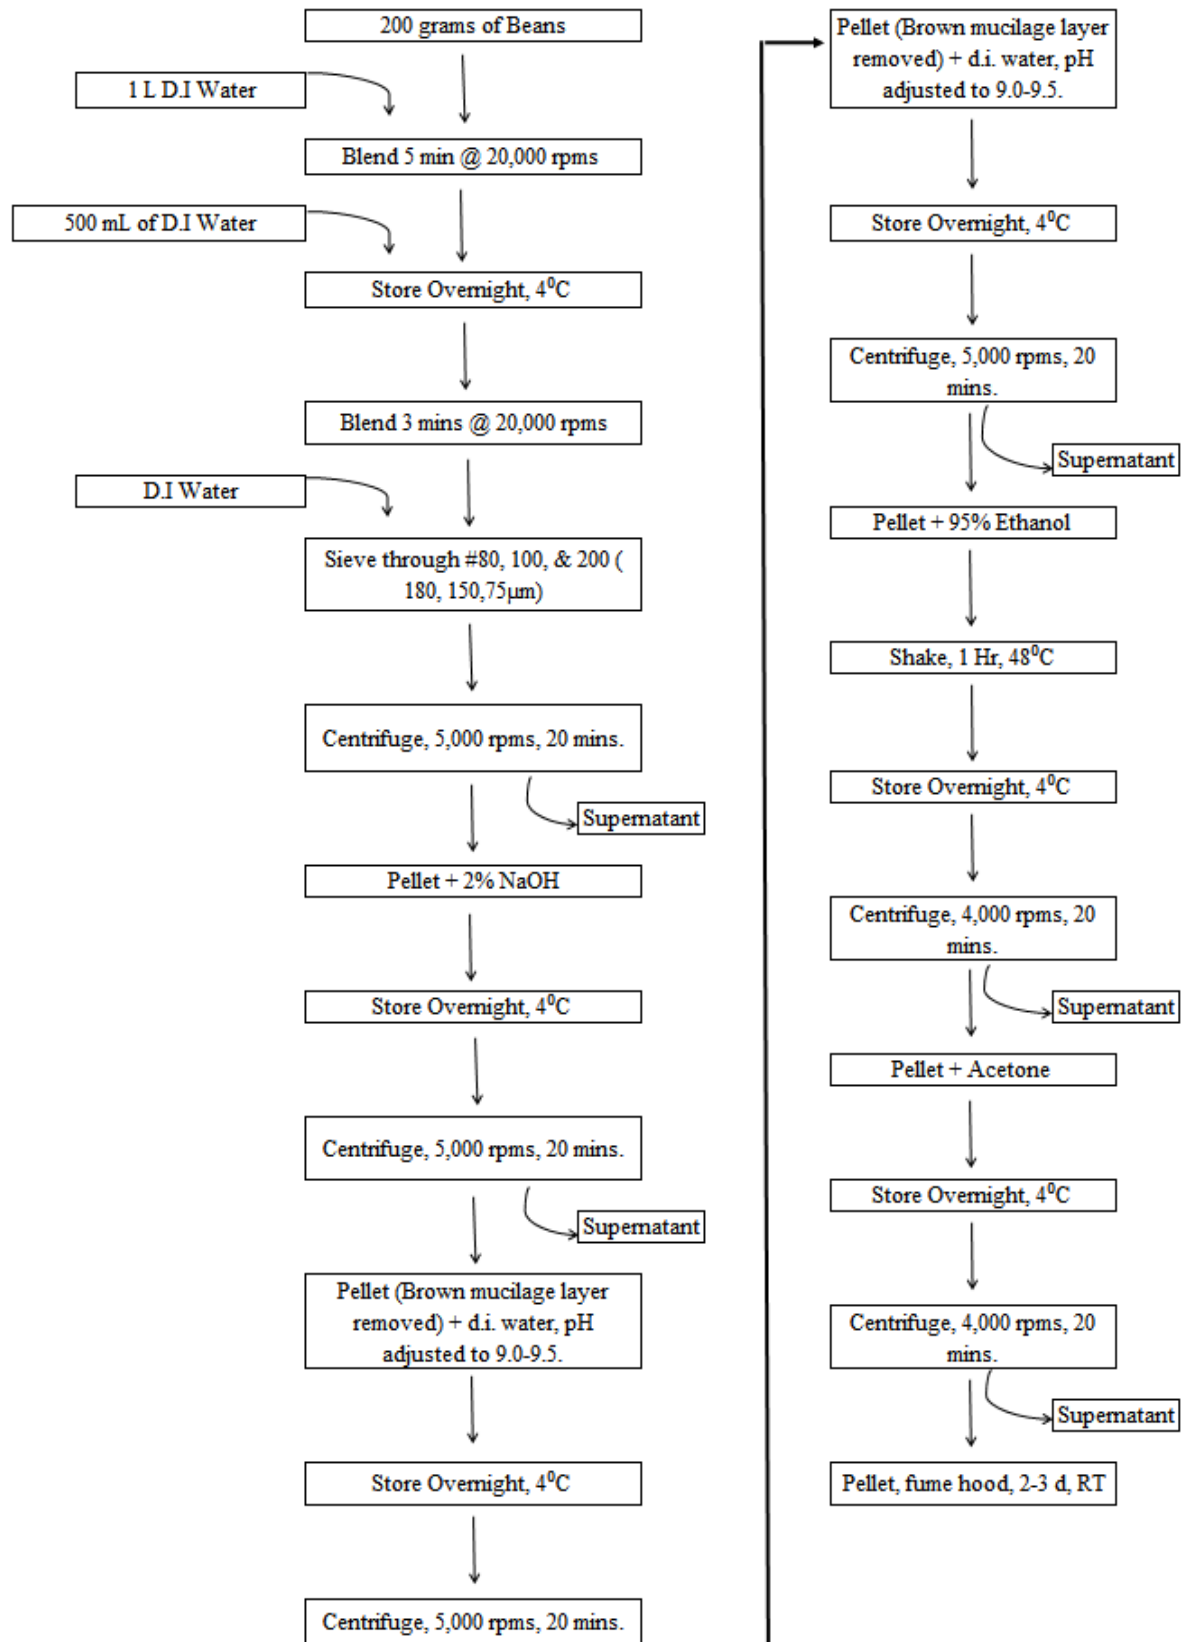 200 grams of Beans
1 L D.I Water
Blend 5 min @ 20,000 rpms
500 mL of D.I Water
Store Overnight, 4⁰C
Blend 3 mins @ 20,000 rpms
D.I Water
Sieve through #80, 100, & 200 (
180, 150,75µm)
Centrifuge, 5,000 rpms, 20 mins.
Supernatant
Pellet + 2% NaOH
Store Overnight, 4⁰C
Centrifuge, 5,000 rpms, 20 mins.
Supernatant
Pellet (Brown mucilage layer
removed) + d.i. water, pH
adjusted to 9.0-9.5.
Store Overnight, 4⁰C
Centrifuge, 5,000 rpms, 20 mins.
Pellet (Brown mucilage layer
removed) + d.i. water, pH
adjusted to 9.0-9.5.
Store Overnight, 4⁰C
Centrifuge, 5,000 rpms, 20
mins.
Supernatant
Pellet + 95% Ethanol
Shake, 1 Hr, 48⁰C
Store Overnight, 4⁰C
Centrifuge, 4,000 rpms, 20
mins.
Supernatant
Pellet + Acetone
Store Overnight, 4⁰C
Centrifuge, 4,000 rpms, 20
mins.
Supernatant
Pellet, fume hood, 2-3 d, RT